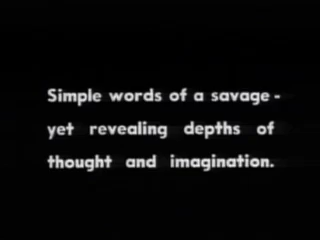 Simple words of a savage -
yet revealing depths of
thought and imagination.